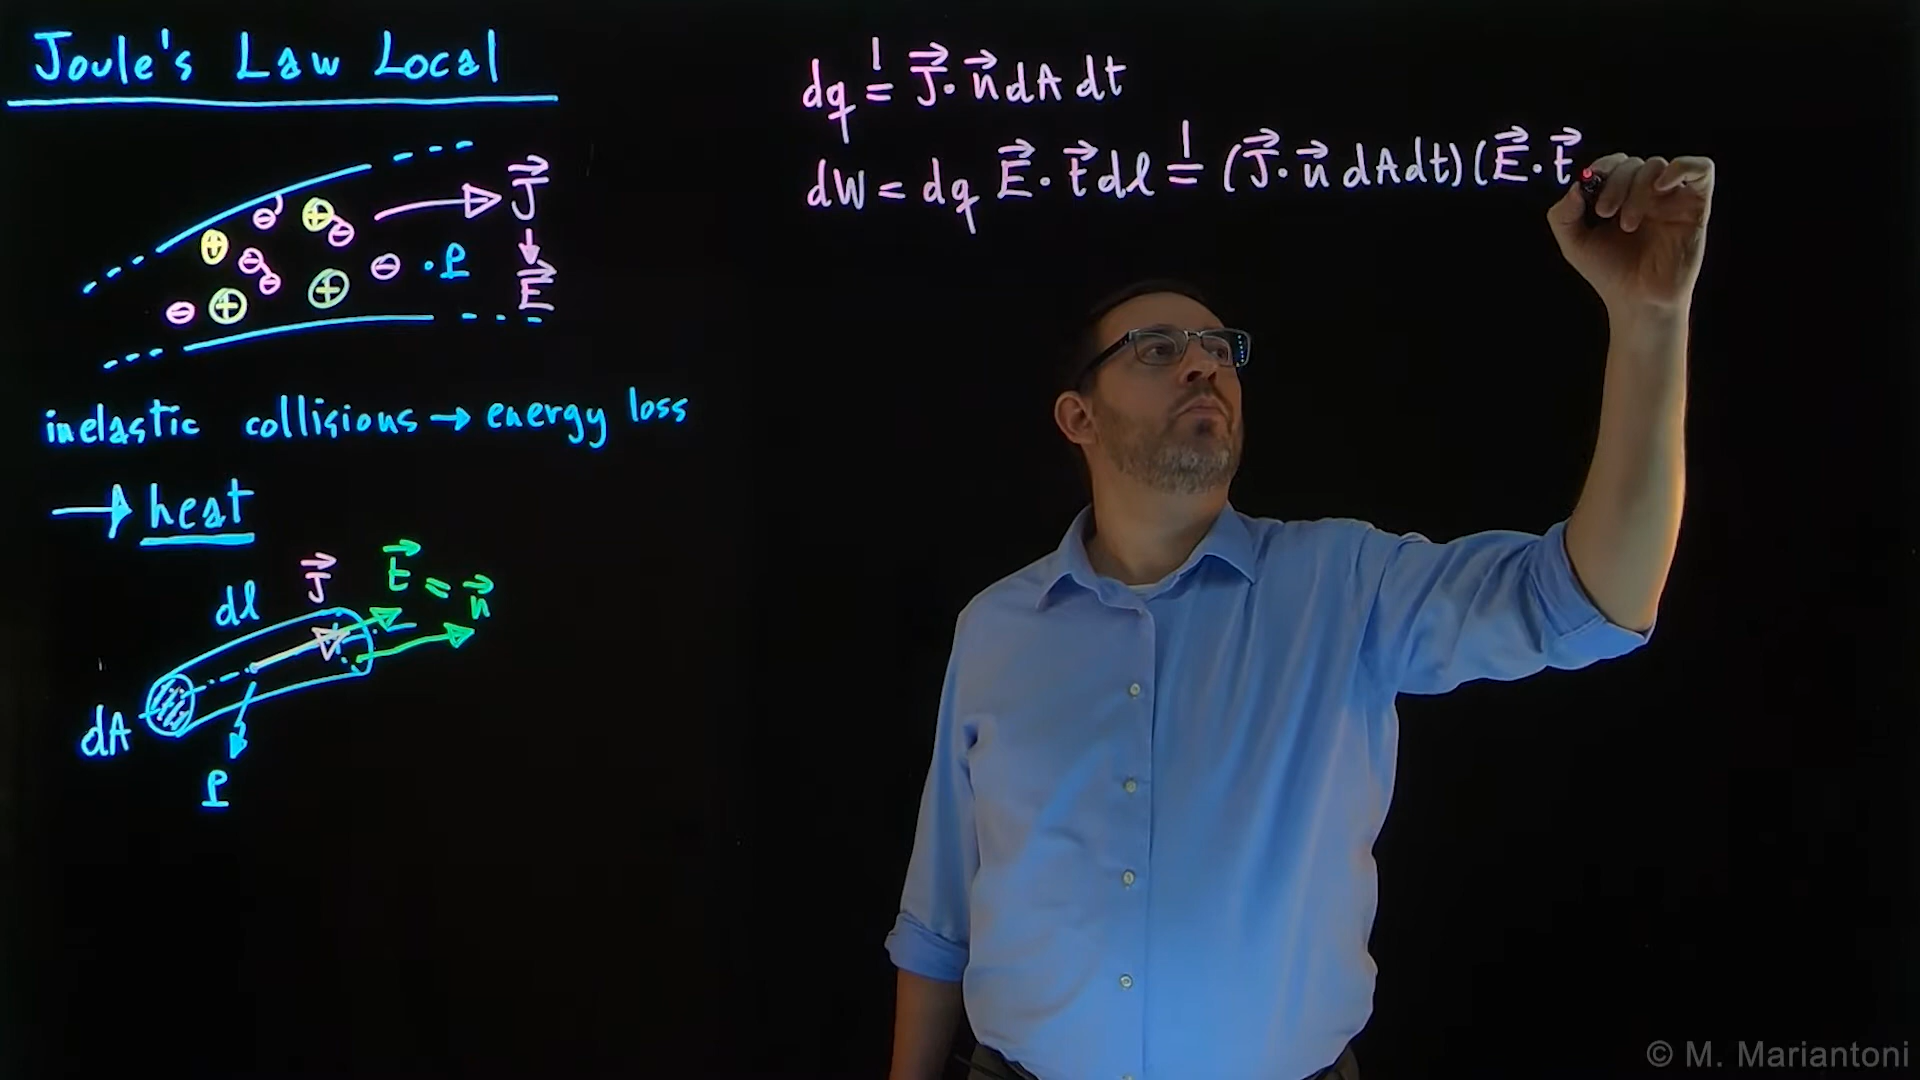 Joule's Law Local
J
E
P
inelastic collisions → energy loss
→ heat
dl J t = n
dA
P
dq = J · n dA dt
dW = dq E · t dl = (J · n dA dt) (E · t
© M. Mariantoni